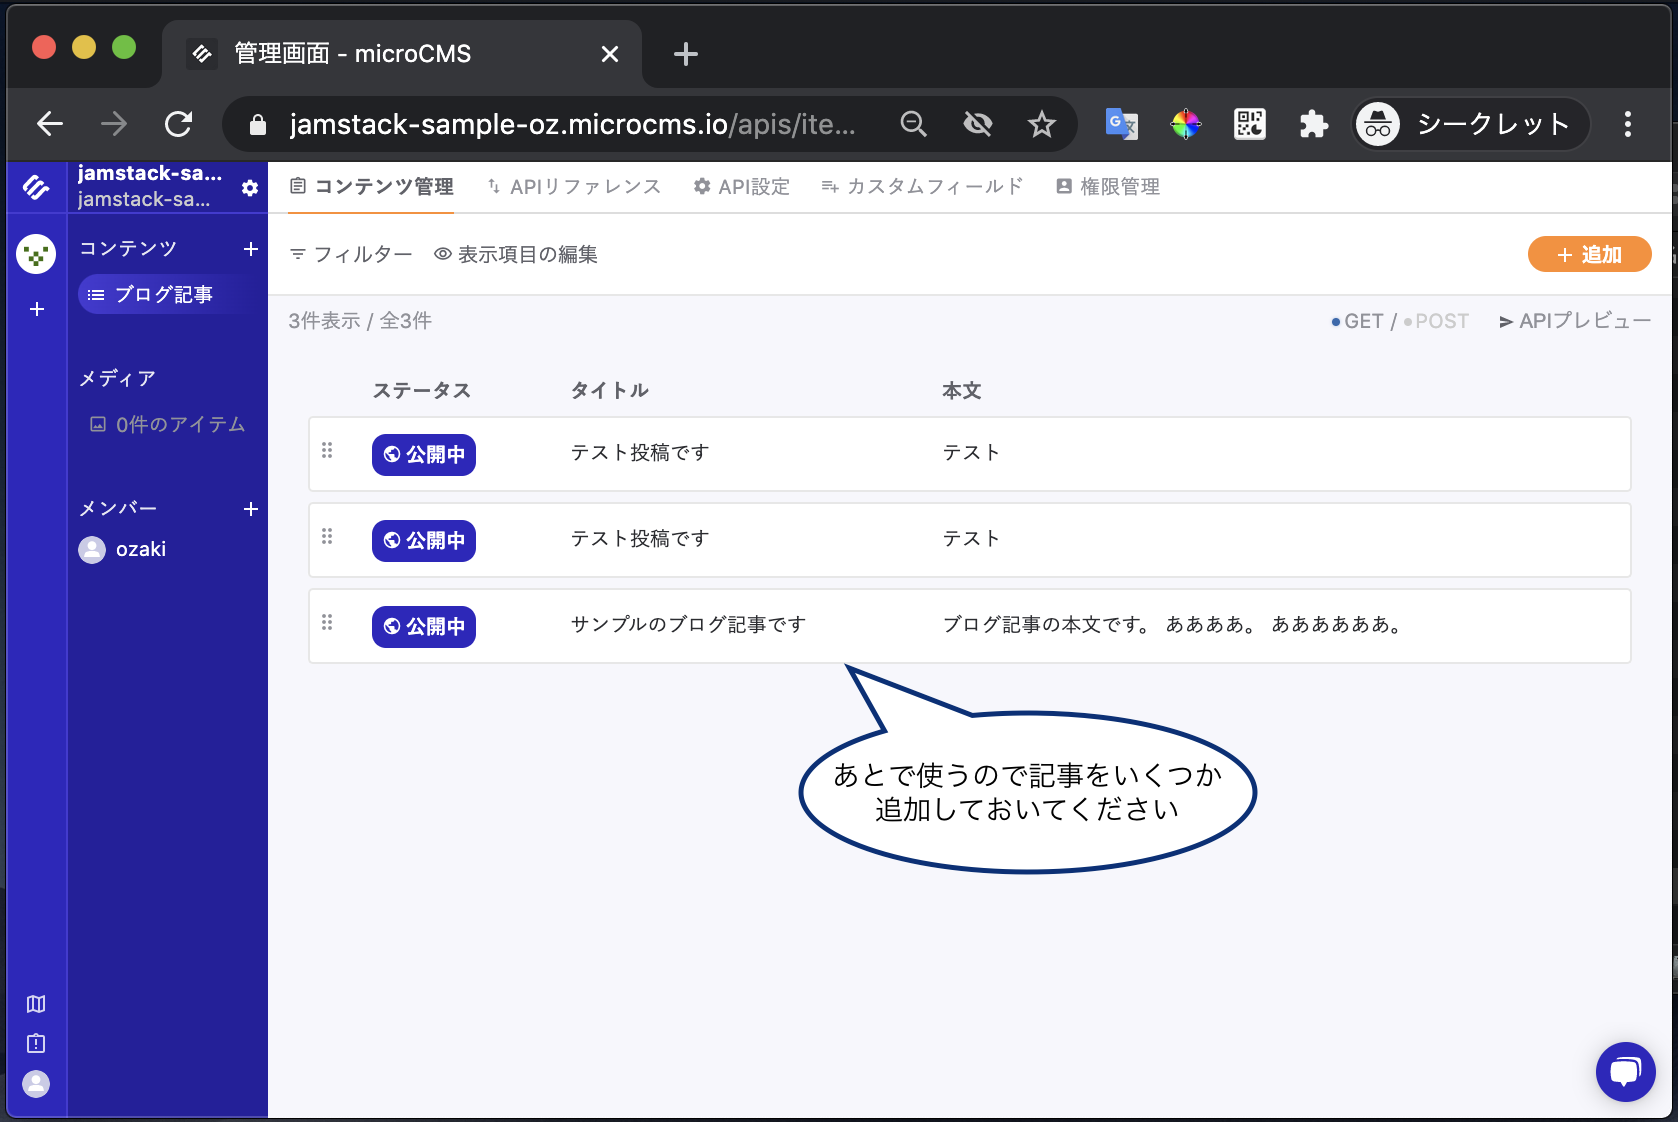 管理画面 - microCMS
jamstack-sample-oz.microcms.io/apis/ite...
シークレット
jamstack-sa...
jamstack-sa...
コンテンツ
ブログ記事
メディア
0件のアイテム
メンバー
ozaki
コンテンツ管理 APIリファレンス API設定 カスタムフィールド 権限管理
フィルター 表示項目の編集
+ 追加
3件表示 / 全3件
GET / POST APIプレビュー
ステータス タイトル 本文
公開中 テスト投稿です テスト
公開中 テスト投稿です テスト
公開中 サンプルのブログ記事です ブログ記事の本文です。 ああああ。 ああああああ。
あとで使うので記事をいくつか
追加しておいてください